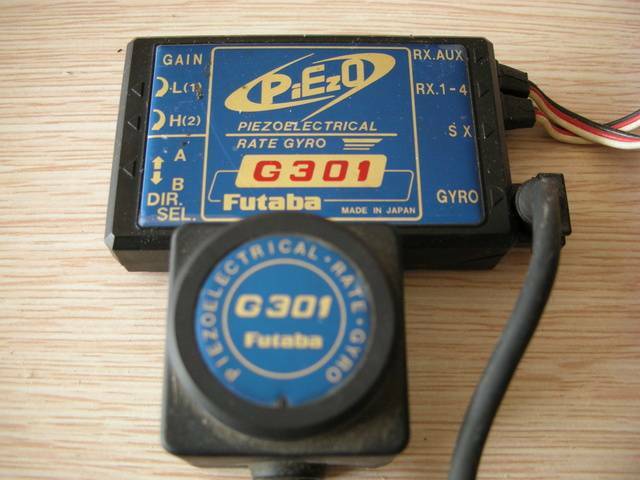 GAIN
L(1)
H(2)
A
B
DIR.
SEL.
PiEzO
PIEZOELECTRICAL
RATE GYRO
G301
Futaba
MADE IN JAPAN
RX.AUX
RX.1-4
SX
GYRO
PIEZOELECTRICAL·RATE·GYRO
G301
Futaba